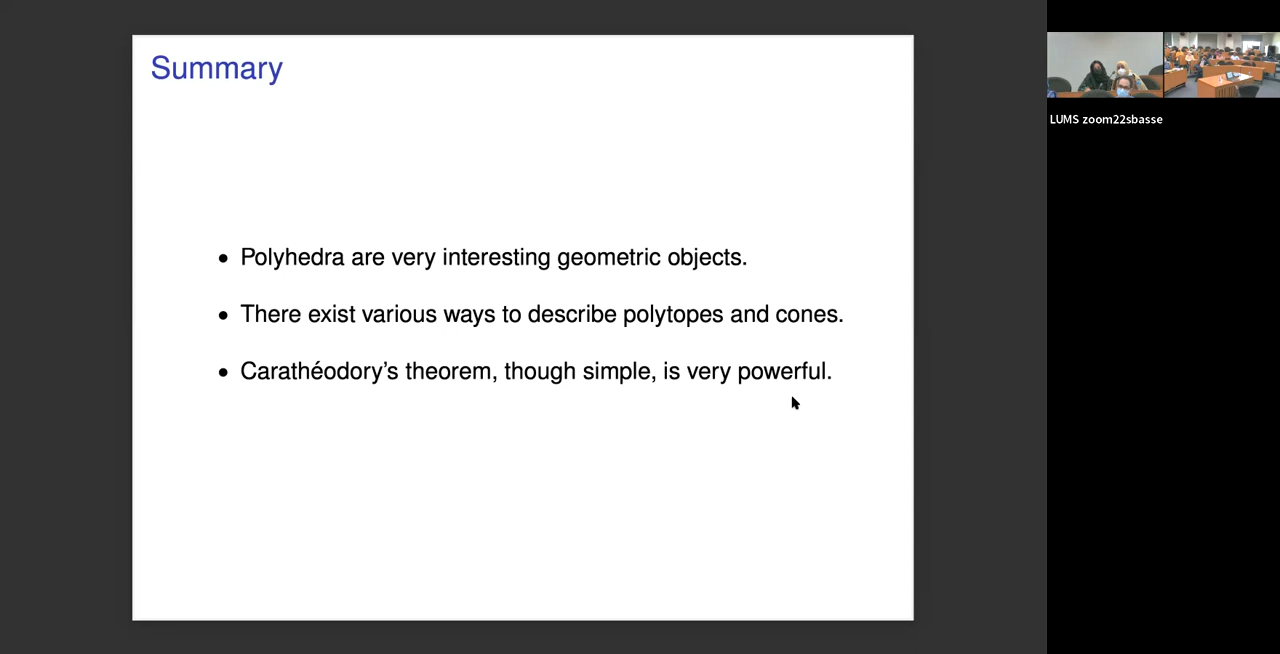 Summary
• Polyhedra are very interesting geometric objects.
• There exist various ways to describe polytopes and cones.
• Carathéodory's theorem, though simple, is very powerful.
LUMS zoom22sbasse